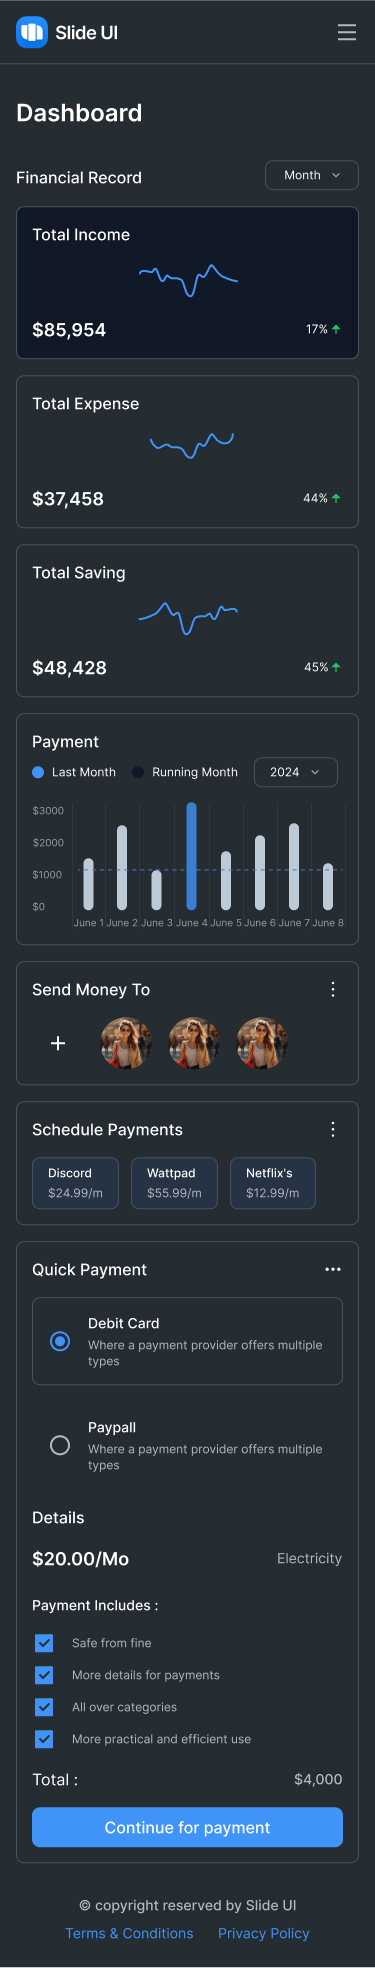 Slide UI
Dashboard
Financial Record
Month
Total Income
$85,954
17%
Total Expense
$37,458
44%
Total Saving
$48,428
45%
Payment
Last Month
Running Month
2024
$3000
$2000
$1000
$0
June 1 June 2 June 3 June 4 June 5 June 6 June 7 June 8
Send Money To
Schedule Payments
Discord
$24.99/m
Wattpad
$55.99/m
Netflix's
$12.99/m
Quick Payment
Debit Card
Where a payment provider offers multiple
types
Paypall
Where a payment provider offers multiple
types
Details
$20.00/Mo
Electricity
Payment Includes :
Safe from fine
More details for payments
All over categories
More practical and efficient use
Total :
$4,000
Continue for payment
© copyright reserved by Slide UI
Terms & Conditions
Privacy Policy